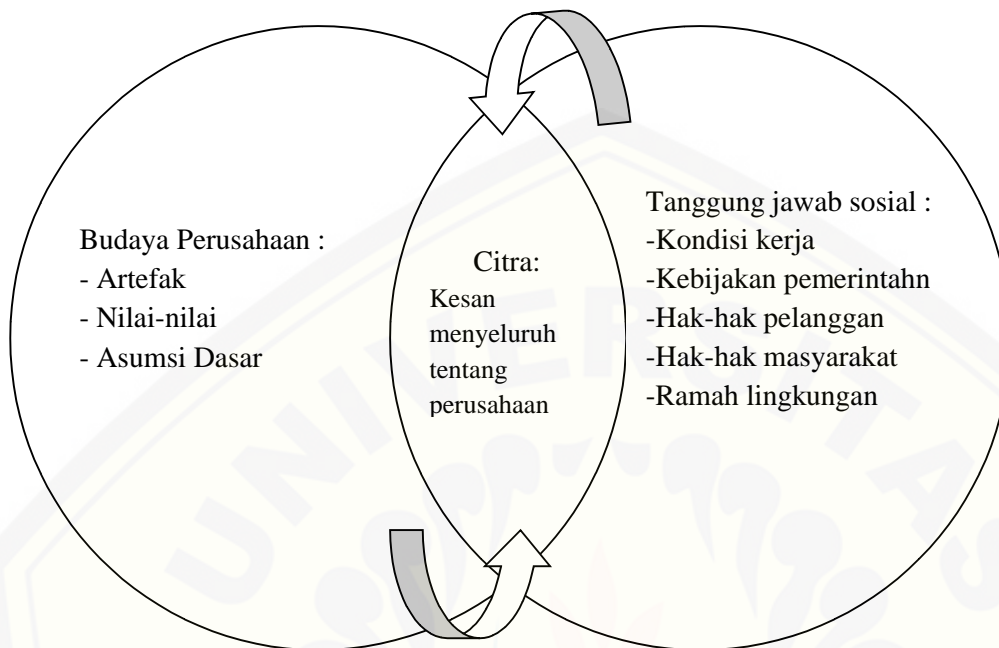 Budaya Perusahaan :
- Artefak
- Nilai-nilai
- Asumsi Dasar
Citra:
Kesan
menyeluruh
tentang
perusahaan
Tanggung jawab sosial :
-Kondisi kerja
-Kebijakan pemerintahn
-Hak-hak pelanggan
-Hak-hak masyarakat
-Ramah lingkungan
UNIVERSITAS